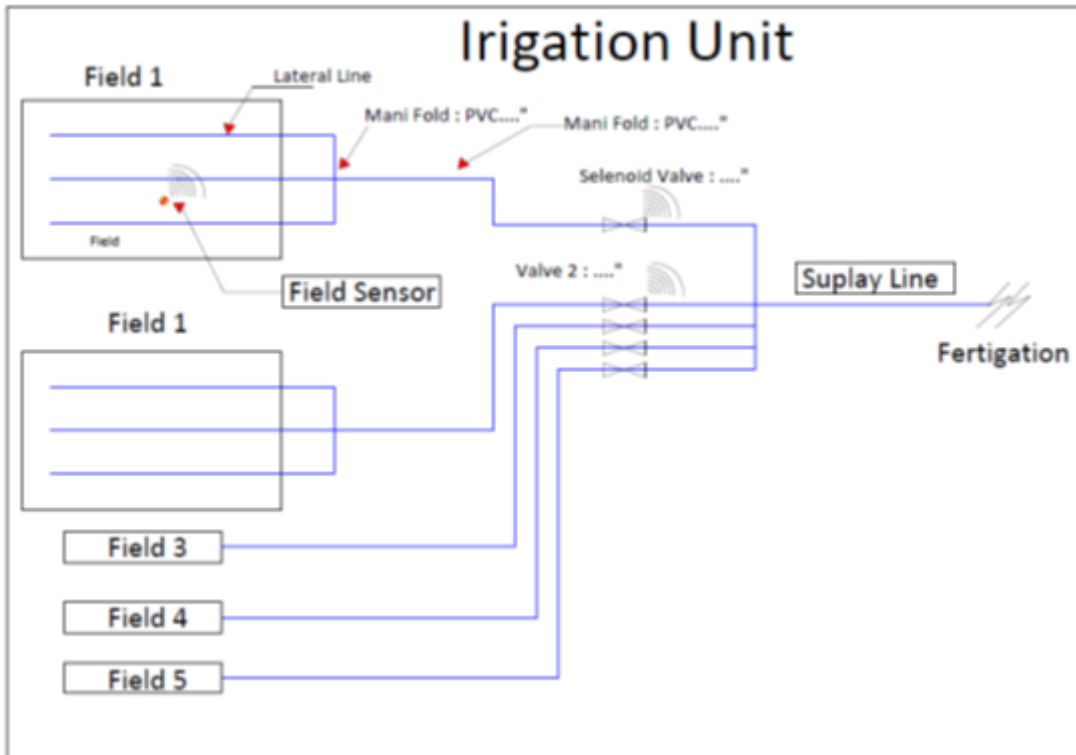 Irigation Unit
Field 1
Lateral Line
Mani Fold : PVC...."
Mani Fold : PVC...."
Selenoid Valve : ...."
Field
Field Sensor
Valve 2 : ...."
Suplay Line
Fertigation
Field 1
Field 3
Field 4
Field 5